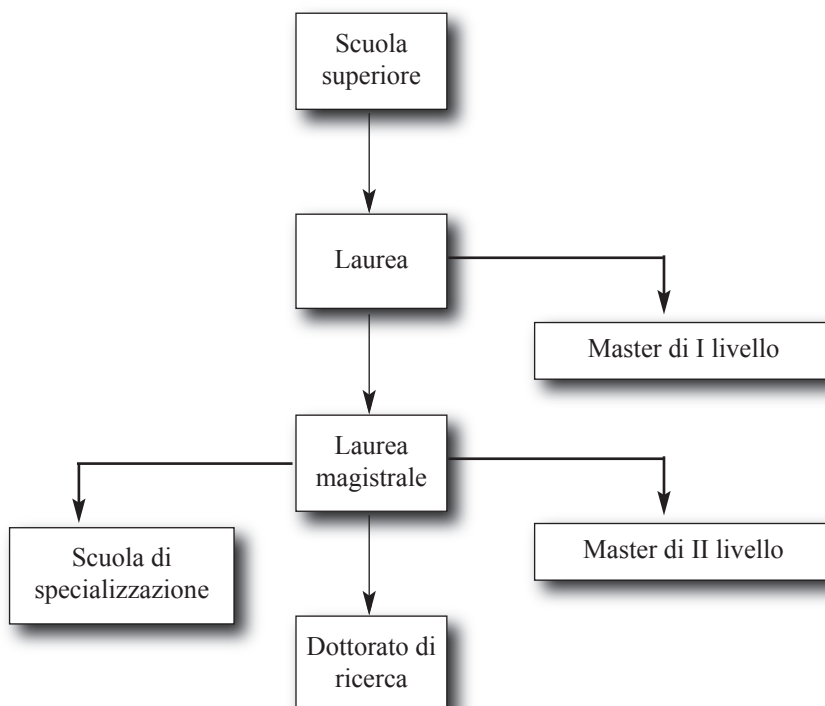 Scuola
superiore
Laurea
Master di I livello
Laurea
magistrale
Scuola di
specializzazione
Master di II livello
Dottorato di
ricerca